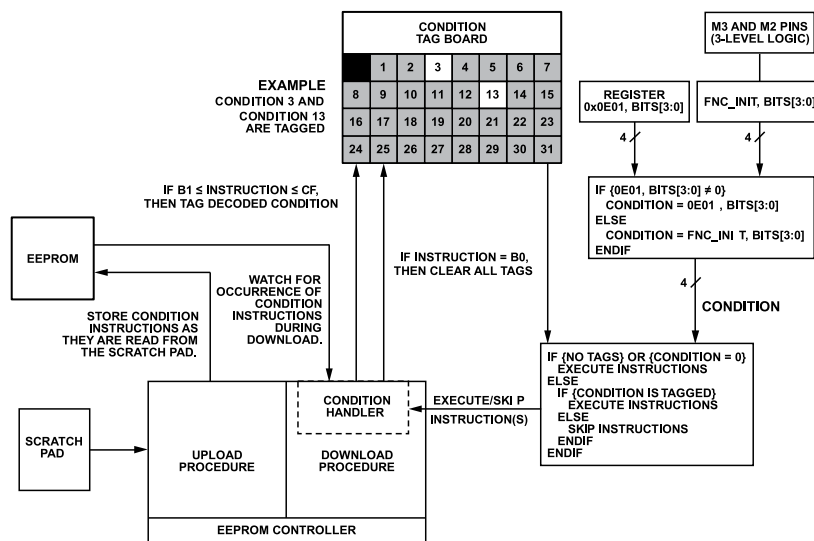 CONDITION
TAG BOARD
1 2 3 4 5 6 7
8 9 10 11 12 13 14 15
16 17 18 19 20 21 22 23
24 25 26 27 28 29 30 31
EXAMPLE
CONDITION 3 AND
CONDITION 13
ARE TAGGED
M3 AND M2 PINS
(3-LEVEL LOGIC)
REGISTER
0x0E01, BITS[3:0]
FNC_INIT, BITS[3:0]
4
4
IF {0E01, BITS[3:0] ≠ 0}
CONDITION = 0E01 , BITS[3:0]
ELSE
CONDITION = FNC_INI T, BITS[3:0]
ENDIF
4
CONDITION
IF B1 ≤ INSTRUCTION ≤ CF,
THEN TAG DECODED CONDITION
IF INSTRUCTION = B0,
THEN CLEAR ALL TAGS
EEPROM
WATCH FOR
OCCURRENCE OF
CONDITION
INSTRUCTIONS
DURING
DOWNLOAD.
STORE CONDITION
INSTRUCTIONS AS
THEY ARE READ FROM
THE SCRATCH PAD.
IF {NO TAGS} OR {CONDITION = 0}
EXECUTE INSTRUCTIONS
ELSE
IF {CONDITION IS TAGGED}
EXECUTE INSTRUCTIONS
ELSE
SKIP INSTRUCTIONS
ENDIF
ENDIF
EXECUTE/SKI P
INSTRUCTION(S)
CONDITION
HANDLER
SCRATCH
PAD
UPLOAD
PROCEDURE
DOWNLOAD
PROCEDURE
EEPROM CONTROLLER